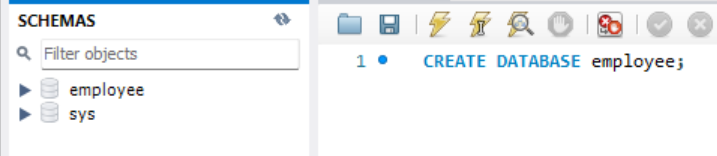 SCHEMAS
Filter objects
employee
sys
1 CREATE DATABASE employee;